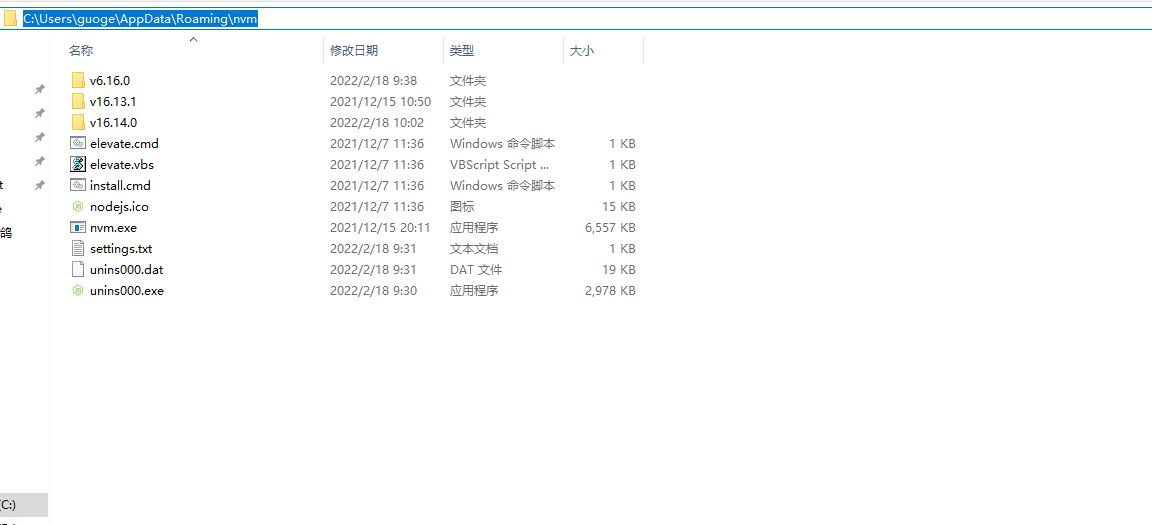 C:\Users\guoge\AppData\Roaming\nvm
名称 修改日期 类型 大小
v6.16.0 2022/2/18 9:38 文件夹
v16.13.1 2021/12/15 10:50 文件夹
v16.14.0 2022/2/18 10:02 文件夹
elevate.cmd 2021/12/7 11:36 Windows 命令脚本 1 KB
elevate.vbs 2021/12/7 11:36 VBScript Script ... 1 KB
install.cmd 2021/12/7 11:36 Windows 命令脚本 1 KB
nodejs.ico 2021/12/7 11:36 图标 15 KB
nvm.exe 2021/12/15 20:11 应用程序 6,557 KB
settings.txt 2022/2/18 9:31 文本文档 1 KB
unins000.dat 2022/2/18 9:31 DAT 文件 19 KB
unins000.exe 2022/2/18 9:30 应用程序 2,978 KB
t
鸽
(C:)